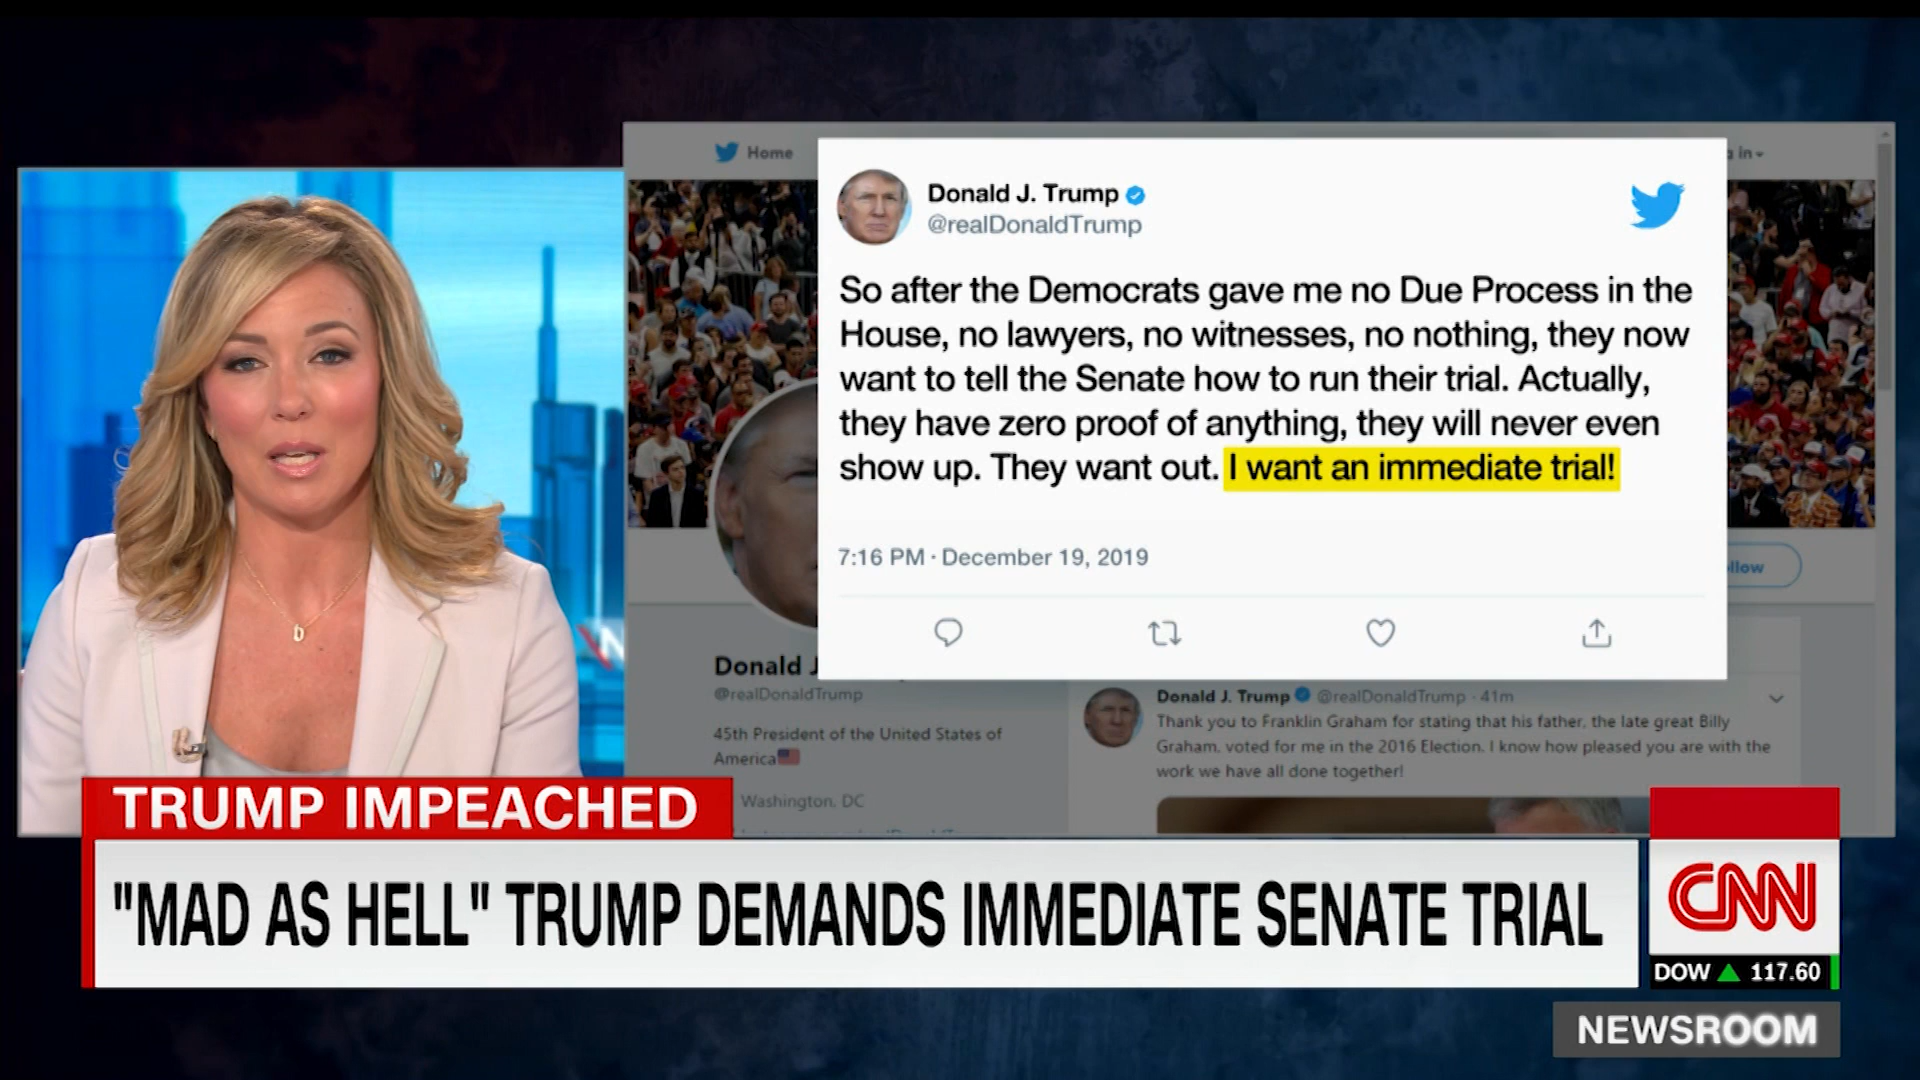 Home
in
Donald J. Trump
@realDonaldTrump
So after the Democrats gave me no Due Process in the
House, no lawyers, no witnesses, no nothing, they now
want to tell the Senate how to run their trial. Actually,
they have zero proof of anything, they will never even
show up. They want out. I want an immediate trial!
7:16 PM · December 19, 2019
Donald J
@realDonaldTrump
45th President of the United States of
America
Washington, DC
Donald J. Trump @realDonaldTrump · 41m
Thank you to Franklin Graham for stating that his father, the late great Billy
Graham, voted for me in the 2016 Election. I know how pleased you are with the
work we have all done together!
TRUMP IMPEACHED
"MAD AS HELL" TRUMP DEMANDS IMMEDIATE SENATE TRIAL
CNN
DOW ▲ 117.60
NEWSROOM